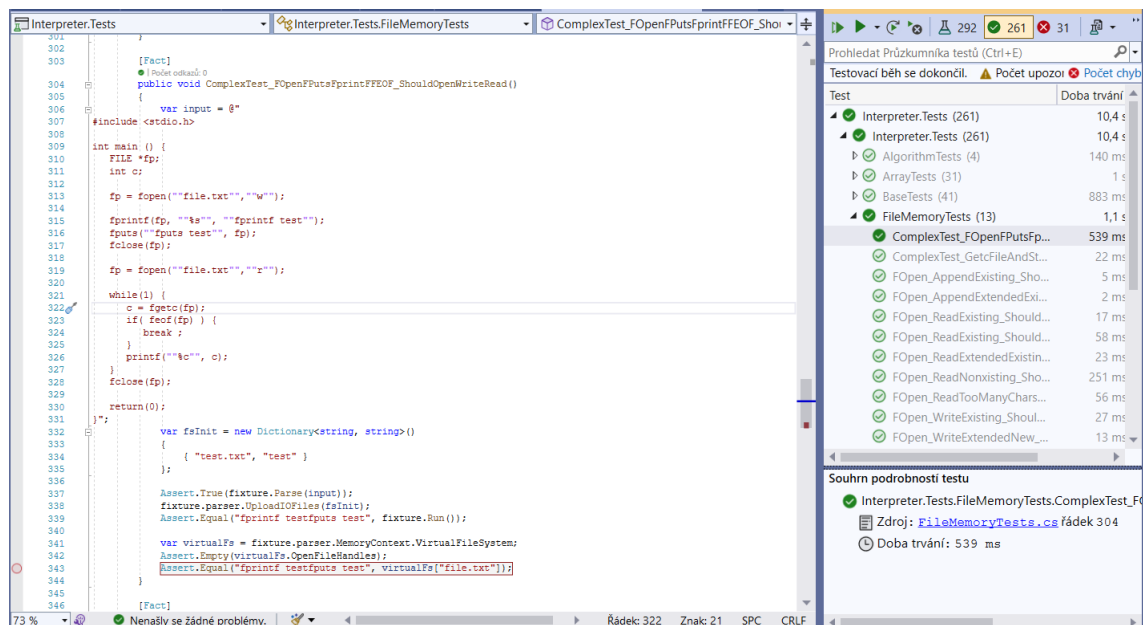 Interpreter.Tests
Interpreter.Tests.FileMemoryTests
ComplexTest_FOpenFPutsFprintFFEOF_Shou
301 }
302
303 [Fact]
Počet odkazů: 0
304 public void ComplexTest_FOpenFPutsFprintFFEOF_ShouldOpenWriteRead()
305 {
306 var input = @"
307 #include <stdio.h>
308
309 int main () {
310 FILE *fp;
311 int c;
312
313 fp = fopen(""file.txt"",""w"");
314
315 fprintf(fp, ""%s"", ""fprintf test"");
316 fputs(""fputs test"", fp);
317 fclose(fp);
318
319 fp = fopen(""file.txt"",""r"");
320
321 while(1) {
322 c = fgetc(fp);
323 if( feof(fp) ) {
324 break ;
325 }
326 printf(""%c"", c);
327 }
328 fclose(fp);
329
330 return(0);
331 }";
332 var fsInit = new Dictionary<string, string>()
333 {
334 { "test.txt", "test" }
335 };
336
337 Assert.True(fixture.Parse(input));
338 fixture.parser.UploadIOFiles(fsInit);
339 Assert.Equal("fprintf testfputs test", fixture.Run());
340
341 var virtualFs = fixture.parser.MemoryContext.VirtualFileSystem;
342 Assert.Empty(virtualFs.OpenFileHandles);
343 Assert.Equal("fprintf testfputs test", virtualFs["file.txt"]);
344 }
345
346 [Fact]
73 %
Nenašly se žádné problémy.
Řádek: 322 Znak: 21 SPC CRLF
292 261 31
Prohledat Průzkumníka testů (Ctrl+E)
Testovací běh se dokončil. Počet upozor Počet chyb
Test Doba trvání
Interpreter.Tests (261) 10,4 s
Interpreter.Tests (261) 10,4 s
AlgorithmTests (4) 140 ms
ArrayTests (31) 1 s
BaseTests (41) 883 ms
FileMemoryTests (13) 1,1 s
ComplexTest_FOpenFPutsFp... 539 ms
ComplexTest_GetcFileAndSt... 22 ms
FOpen_AppendExisting_Sho... 5 ms
FOpen_AppendExtendedExi... 2 ms
FOpen_ReadExisting_Should... 17 ms
FOpen_ReadExisting_Should... 58 ms
FOpen_ReadExtendedExistin... 23 ms
FOpen_ReadNonxisting_Sho... 251 ms
FOpen_ReadTooManyChars... 56 ms
FOpen_WriteExisting_Shoul... 27 ms
FOpen_WriteExtendedNew_... 13 ms
Souhrn podrobností testu
Interpreter.Tests.FileMemoryTests.ComplexTest_F
Zdroj: FileMemoryTests.cs řádek 304
Doba trvání: 539 ms